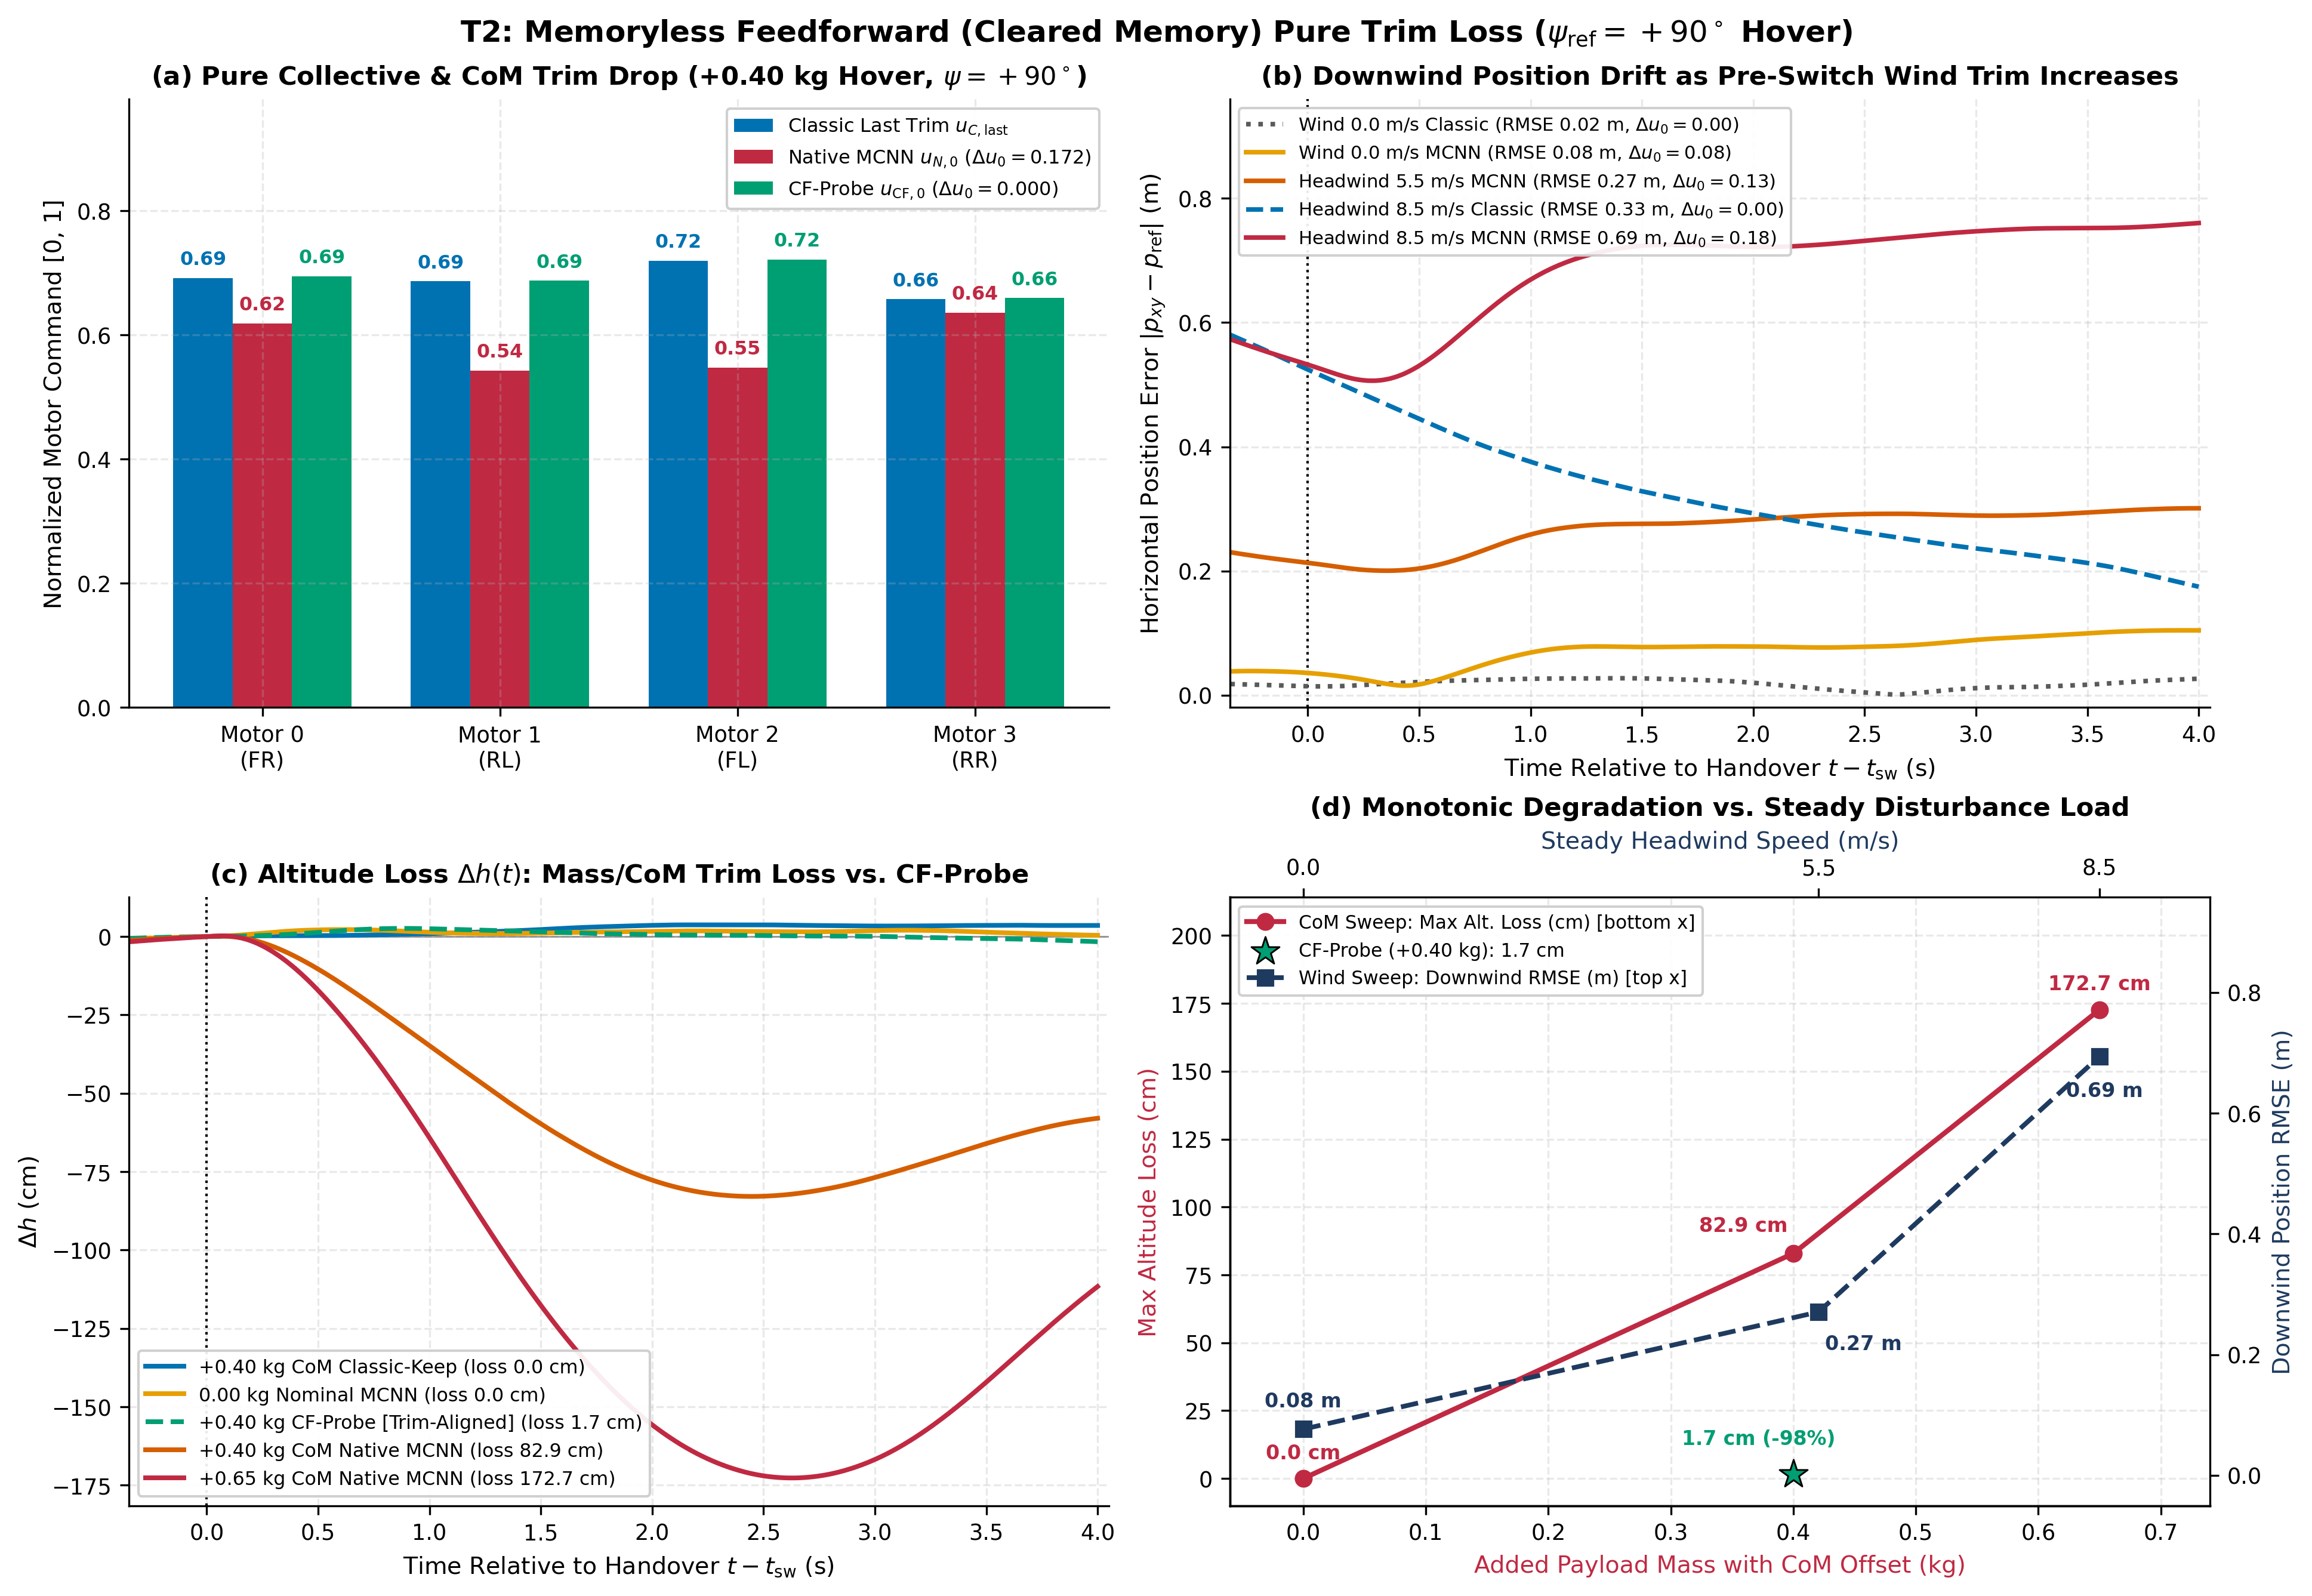 T2: Memoryless Feedforward (Cleared Memory) Pure Trim Loss (ψref = +90° Hover)
(a) Pure Collective & CoM Trim Drop (+0.40 kg Hover, ψ = +90°)
Normalized Motor Command [0, 1]
0.8
0.6
0.4
0.2
0.0
Classic Last Trim uC,last
Native MCNN uN,0 (Δu0 = 0.172)
CF-Probe uCF,0 (Δu0 = 0.000)
0.69
0.62
0.69
0.69
0.54
0.69
0.72
0.55
0.72
0.66
0.64
0.66
Motor 0
(FR)
Motor 1
(RL)
Motor 2
(FL)
Motor 3
(RR)
(b) Downwind Position Drift as Pre-Switch Wind Trim Increases
Horizontal Position Error |pxy − pref| (m)
0.8
0.6
0.4
0.2
0.0
Wind 0.0 m/s Classic (RMSE 0.02 m, Δu0 = 0.00)
Wind 0.0 m/s MCNN (RMSE 0.08 m, Δu0 = 0.08)
Headwind 5.5 m/s MCNN (RMSE 0.27 m, Δu0 = 0.13)
Headwind 8.5 m/s Classic (RMSE 0.33 m, Δu0 = 0.00)
Headwind 8.5 m/s MCNN (RMSE 0.69 m, Δu0 = 0.18)
0.0 0.5 1.0 1.5 2.0 2.5 3.0 3.5 4.0
Time Relative to Handover t − tsw (s)
(c) Altitude Loss Δh(t): Mass/CoM Trim Loss vs. CF-Probe
Δh (cm)
0
−25
−50
−75
−100
−125
−150
−175
+0.40 kg CoM Classic-Keep (loss 0.0 cm)
0.00 kg Nominal MCNN (loss 0.0 cm)
+0.40 kg CF-Probe [Trim-Aligned] (loss 1.7 cm)
+0.40 kg CoM Native MCNN (loss 82.9 cm)
+0.65 kg CoM Native MCNN (loss 172.7 cm)
0.0 0.5 1.0 1.5 2.0 2.5 3.0 3.5 4.0
Time Relative to Handover t − tsw (s)
(d) Monotonic Degradation vs. Steady Disturbance Load
Steady Headwind Speed (m/s)
0.0 5.5 8.5
Max Altitude Loss (cm)
200
175
150
125
100
75
50
25
0
CoM Sweep: Max Alt. Loss (cm) [bottom x]
CF-Probe (+0.40 kg): 1.7 cm
Wind Sweep: Downwind RMSE (m) [top x]
172.7 cm
0.69 m
82.9 cm
0.27 m
0.08 m
1.7 cm (-98%)
0.0 cm
0.8
0.6
0.4
0.2
0.0
Downwind Position RMSE (m)
0.0 0.1 0.2 0.3 0.4 0.5 0.6 0.7
Added Payload Mass with CoM Offset (kg)